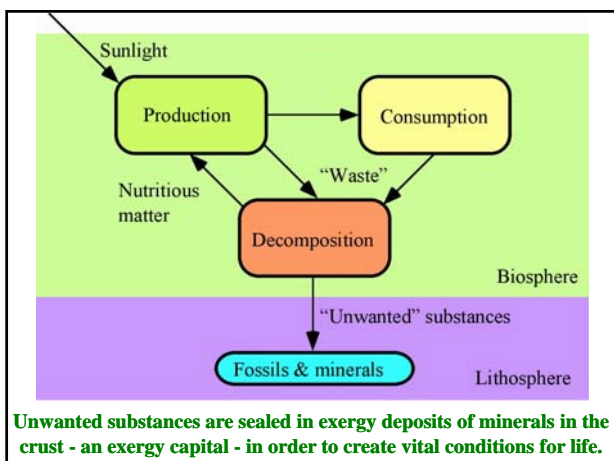 Sunlight
Production
Consumption
“Waste”
Nutritious
matter
Decomposition
Biosphere
“Unwanted” substances
Fossils & minerals
Lithosphere
Unwanted substances are sealed in exergy deposits of minerals in the
crust - an exergy capital - in order to create vital conditions for life.